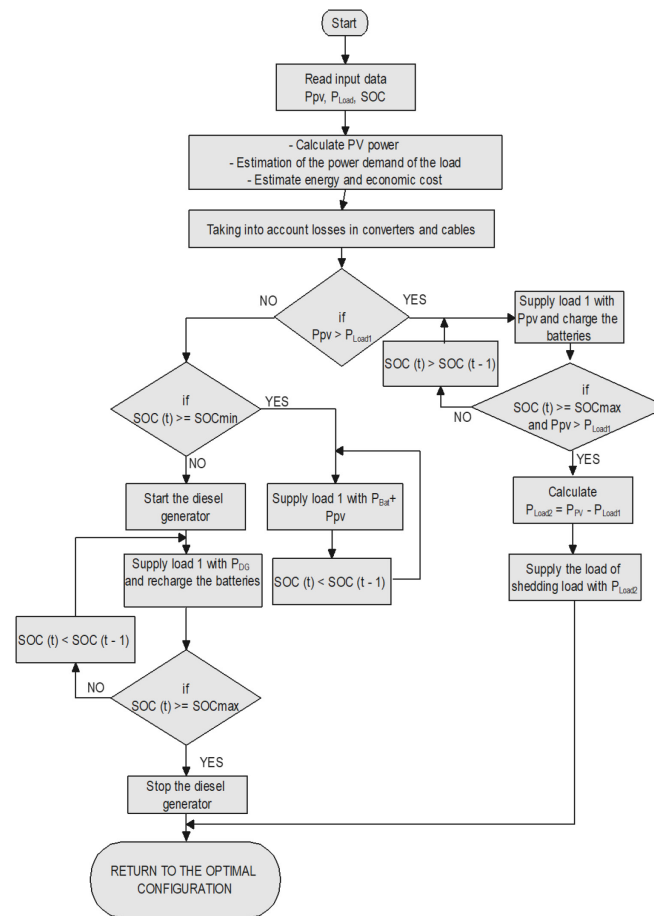 Start
Read input data
Ppv, PLoad, SOC
- Calculate PV power
- Estimation of the power demand of the load
- Estimate energy and economic cost
Taking into account losses in converters and cables
NO
if
Ppv > PLoad1
YES
Supply load 1 with
Ppv and charge the
batteries
SOC (t) > SOC (t - 1)
if
SOC (t) >= SOCmax
and Ppv > PLoad1
NO
YES
Calculate
PLoad2 = PPV - PLoad1
Supply the load of
shedding load with PLoad2
if
SOC (t) >= SOCmin
YES
NO
Start the diesel
generator
Supply load 1 with PBat+
Ppv
SOC (t) < SOC (t - 1)
Supply load 1 with PDG
and recharge the batteries
SOC (t) < SOC (t - 1)
NO
if
SOC (t) >= SOCmax
YES
Stop the diesel
generator
RETURN TO THE OPTIMAL
CONFIGURATION